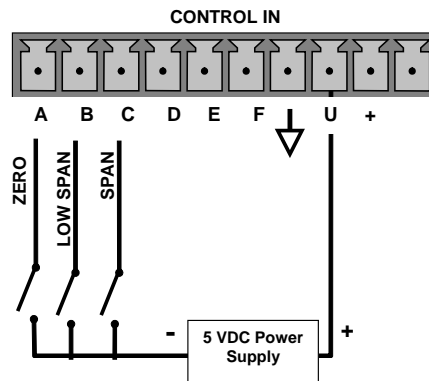 CONTROL IN
A B C D E F U +
ZERO
LOW SPAN
SPAN
- +
5 VDC Power
Supply